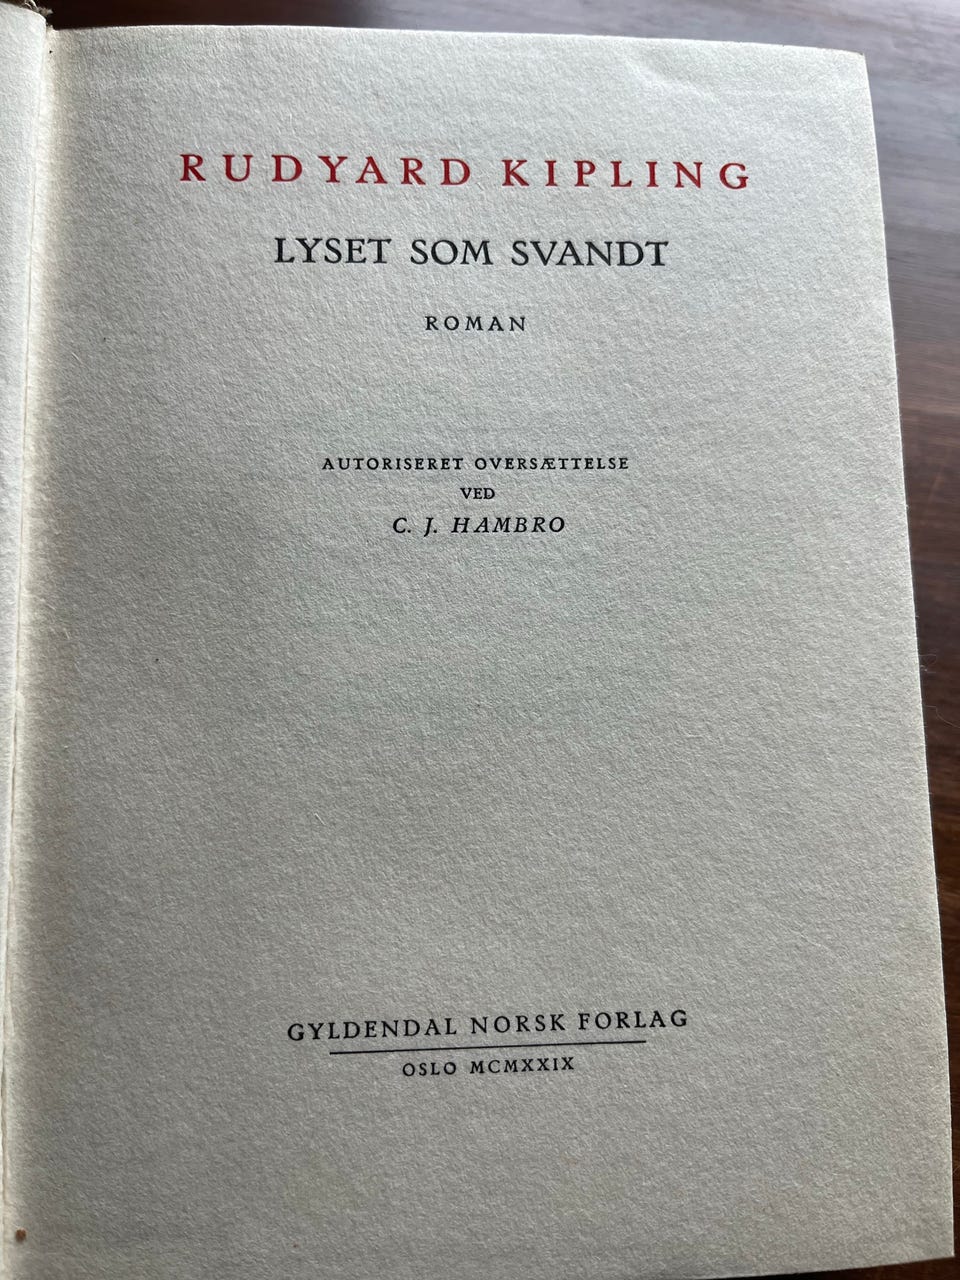 RUDYARD KIPLING
LYSET SOM SVANDT
ROMAN
AUTORISERET OVERSÆTTELSE
VED
C. J. HAMBRO
GYLDENDAL NORSK FORLAG
OSLO MCMXXIX